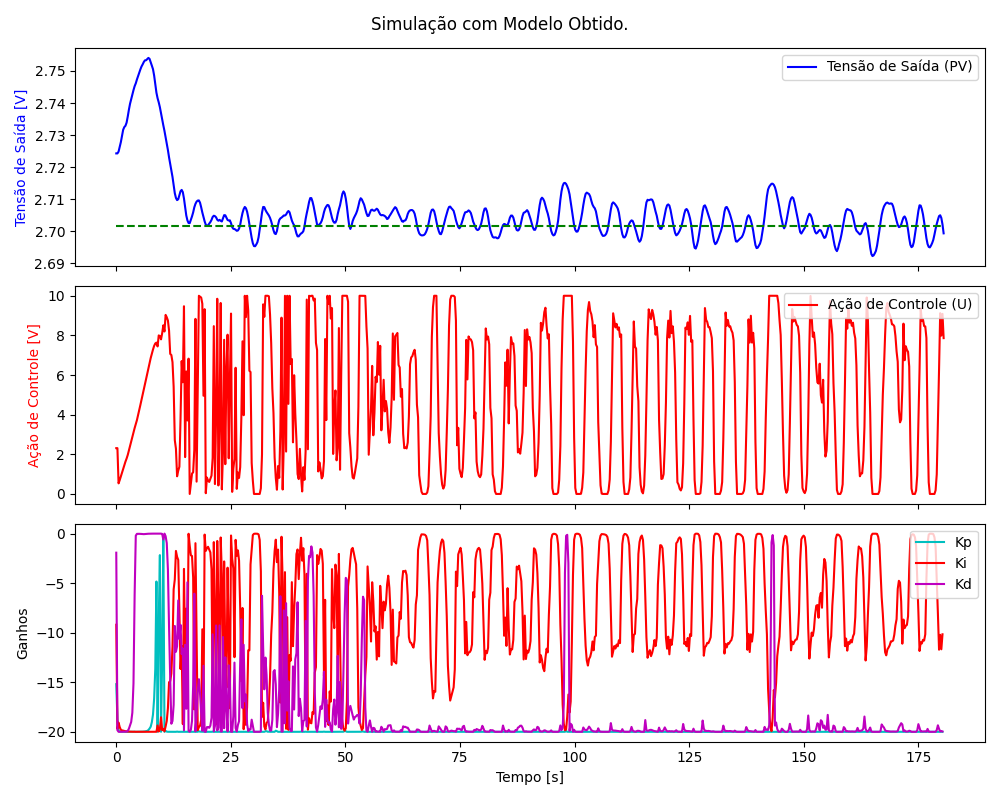 Simulação com Modelo Obtido.
Tensão de Saída [V]
2.75
2.74
2.73
2.72
2.71
2.70
2.69
Tensão de Saída (PV)
Ação de Controle [V]
10
8
6
4
2
0
Ação de Controle (U)
Ganhos
0
−5
−10
−15
−20
Kp
Ki
Kd
0
25
50
75
100
125
150
175
Tempo [s]